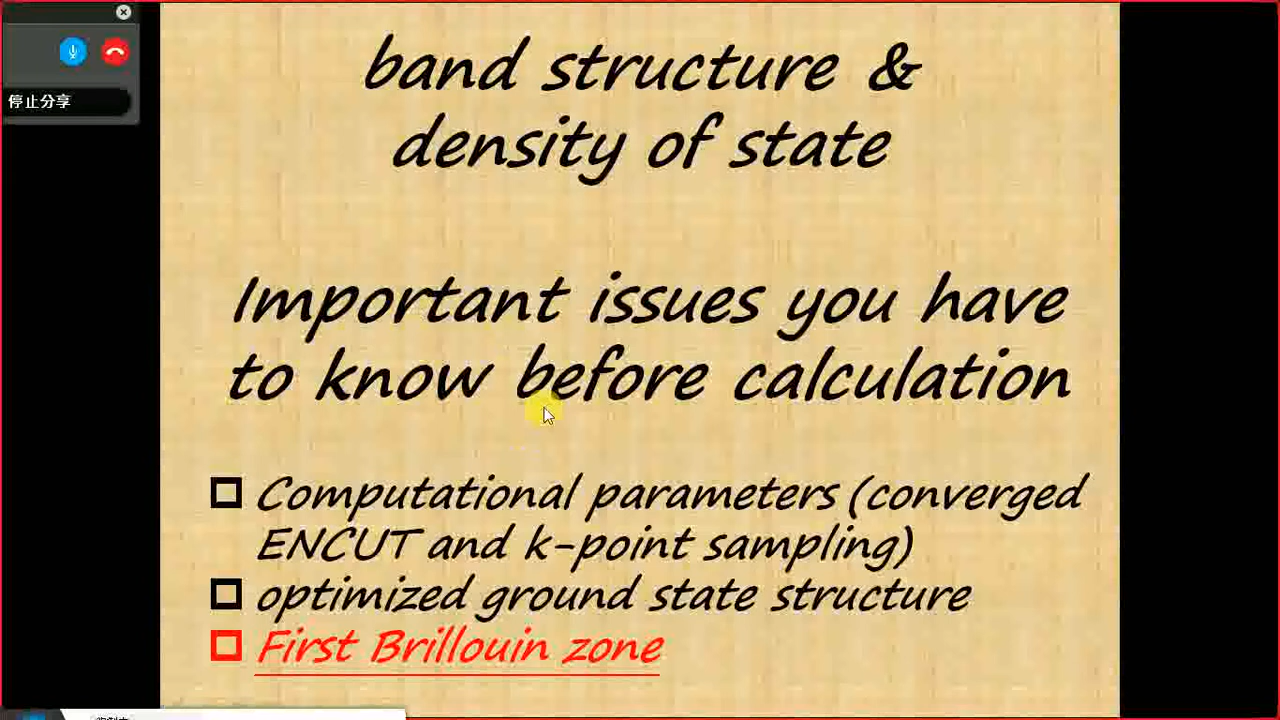 停止分享
band structure &
density of state
Important issues you have
to know before calculation
Computational parameters (converged
ENCUT and k-point sampling)
optimized ground state structure
First Brillouin zone